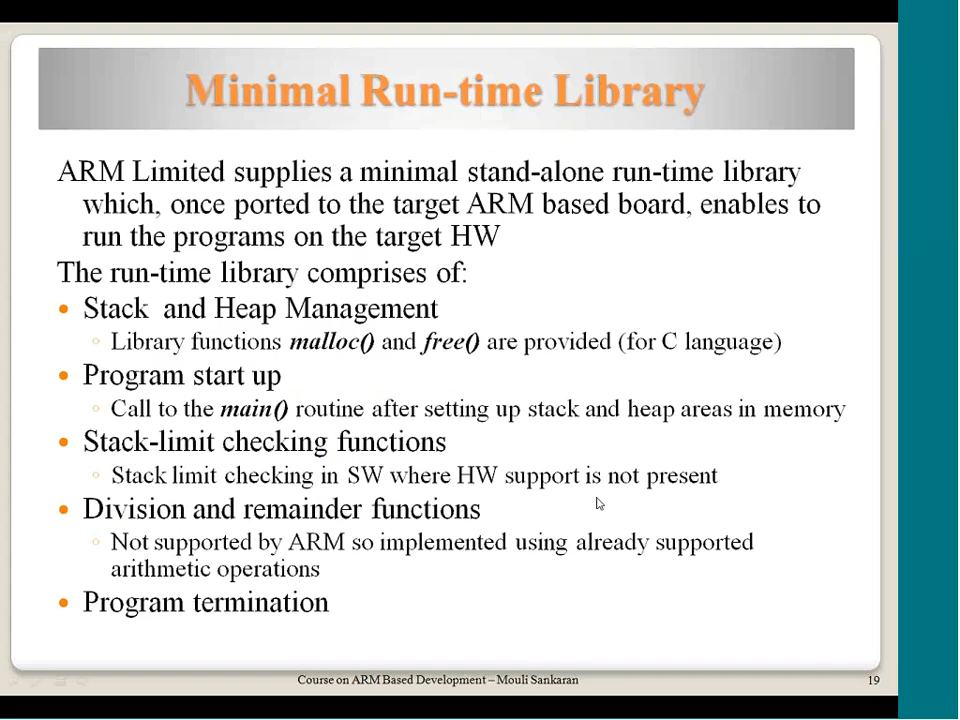 Minimal Run-time Library
ARM Limited supplies a minimal stand-alone run-time library
which, once ported to the target ARM based board, enables to
run the programs on the target HW
The run-time library comprises of:
• Stack and Heap Management
◦ Library functions malloc() and free() are provided (for C language)
• Program start up
◦ Call to the main() routine after setting up stack and heap areas in memory
• Stack-limit checking functions
◦ Stack limit checking in SW where HW support is not present
• Division and remainder functions
◦ Not supported by ARM so implemented using already supported
arithmetic operations
• Program termination
Course on ARM Based Development – Mouli Sankaran
19